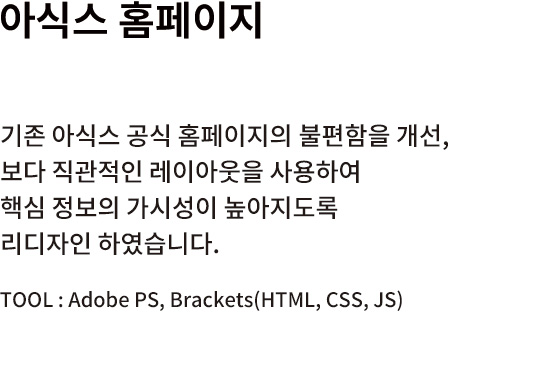 아식스 홈페이지
기존 아식스 공식 홈페이지의 불편함을 개선,
보다 직관적인 레이아웃을 사용하여
핵심 정보의 가시성이 높아지도록
리디자인 하였습니다.
TOOL : Adobe PS, Brackets(HTML, CSS, JS)